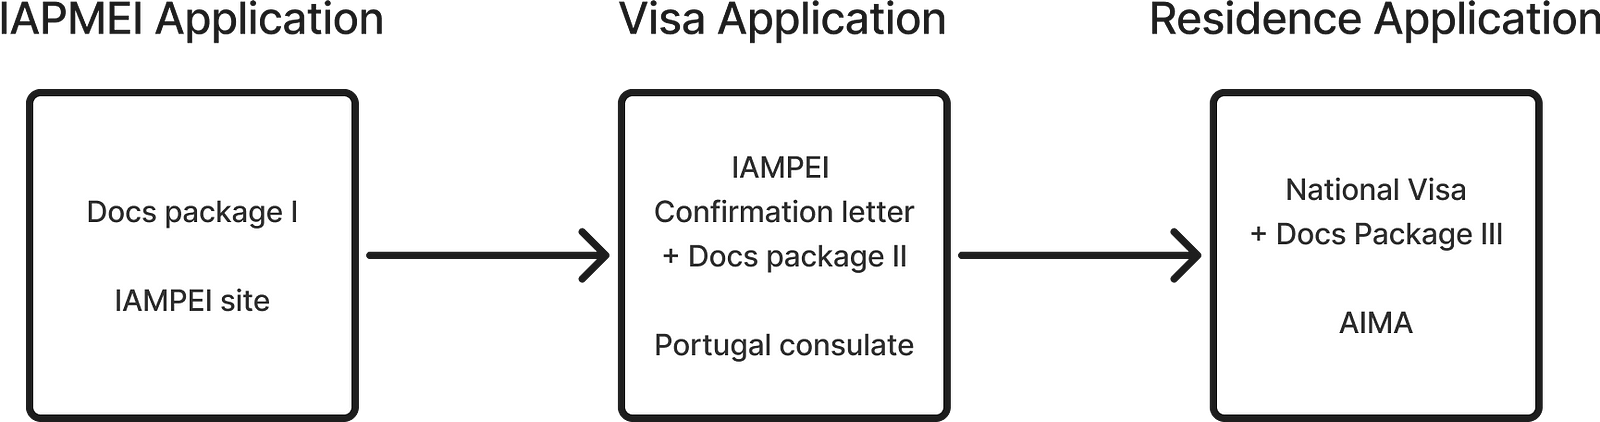 IAPMEI Application
Visa Application
Residence Application
Docs package I
IAMPEI site
IAMPEI
Confirmation letter
+ Docs package II
Portugal consulate
National Visa
+ Docs Package III
AIMA